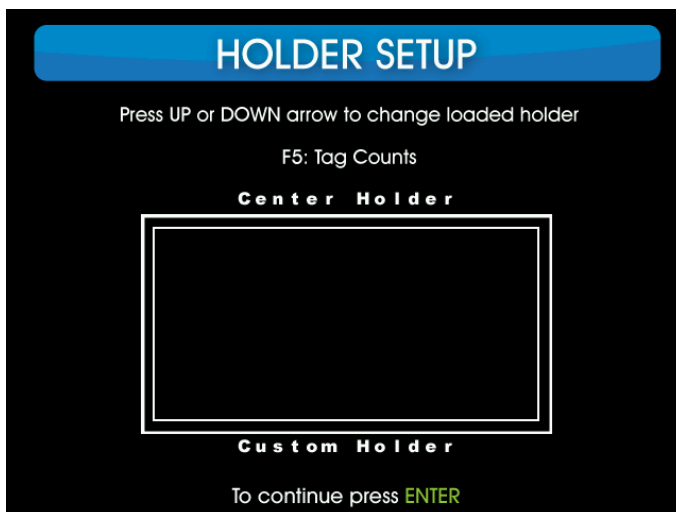 HOLDER SETUP
Press UP or DOWN arrow to change loaded holder
F5: Tag Counts
Center Holder
Custom Holder
To continue press ENTER